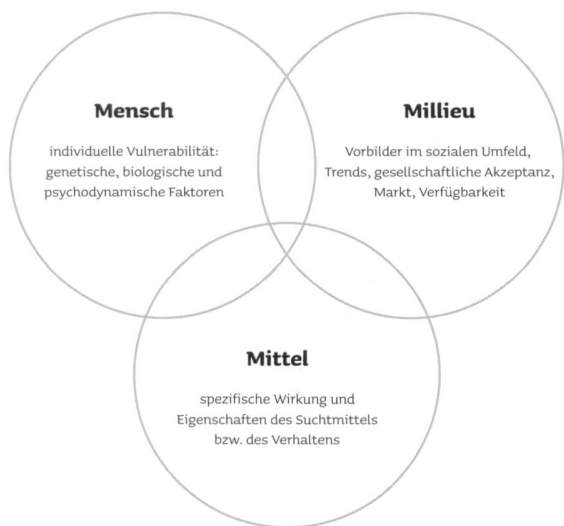 Mensch
individuelle Vulnerabilität:
genetische, biologische und
psychodynamische Faktoren
Millieu
Vorbilder im sozialen Umfeld,
Trends, gesellschaftliche Akzeptanz,
Markt, Verfügbarkeit
Mittel
spezifische Wirkung und
Eigenschaften des Suchtmittels
bzw. des Verhaltens